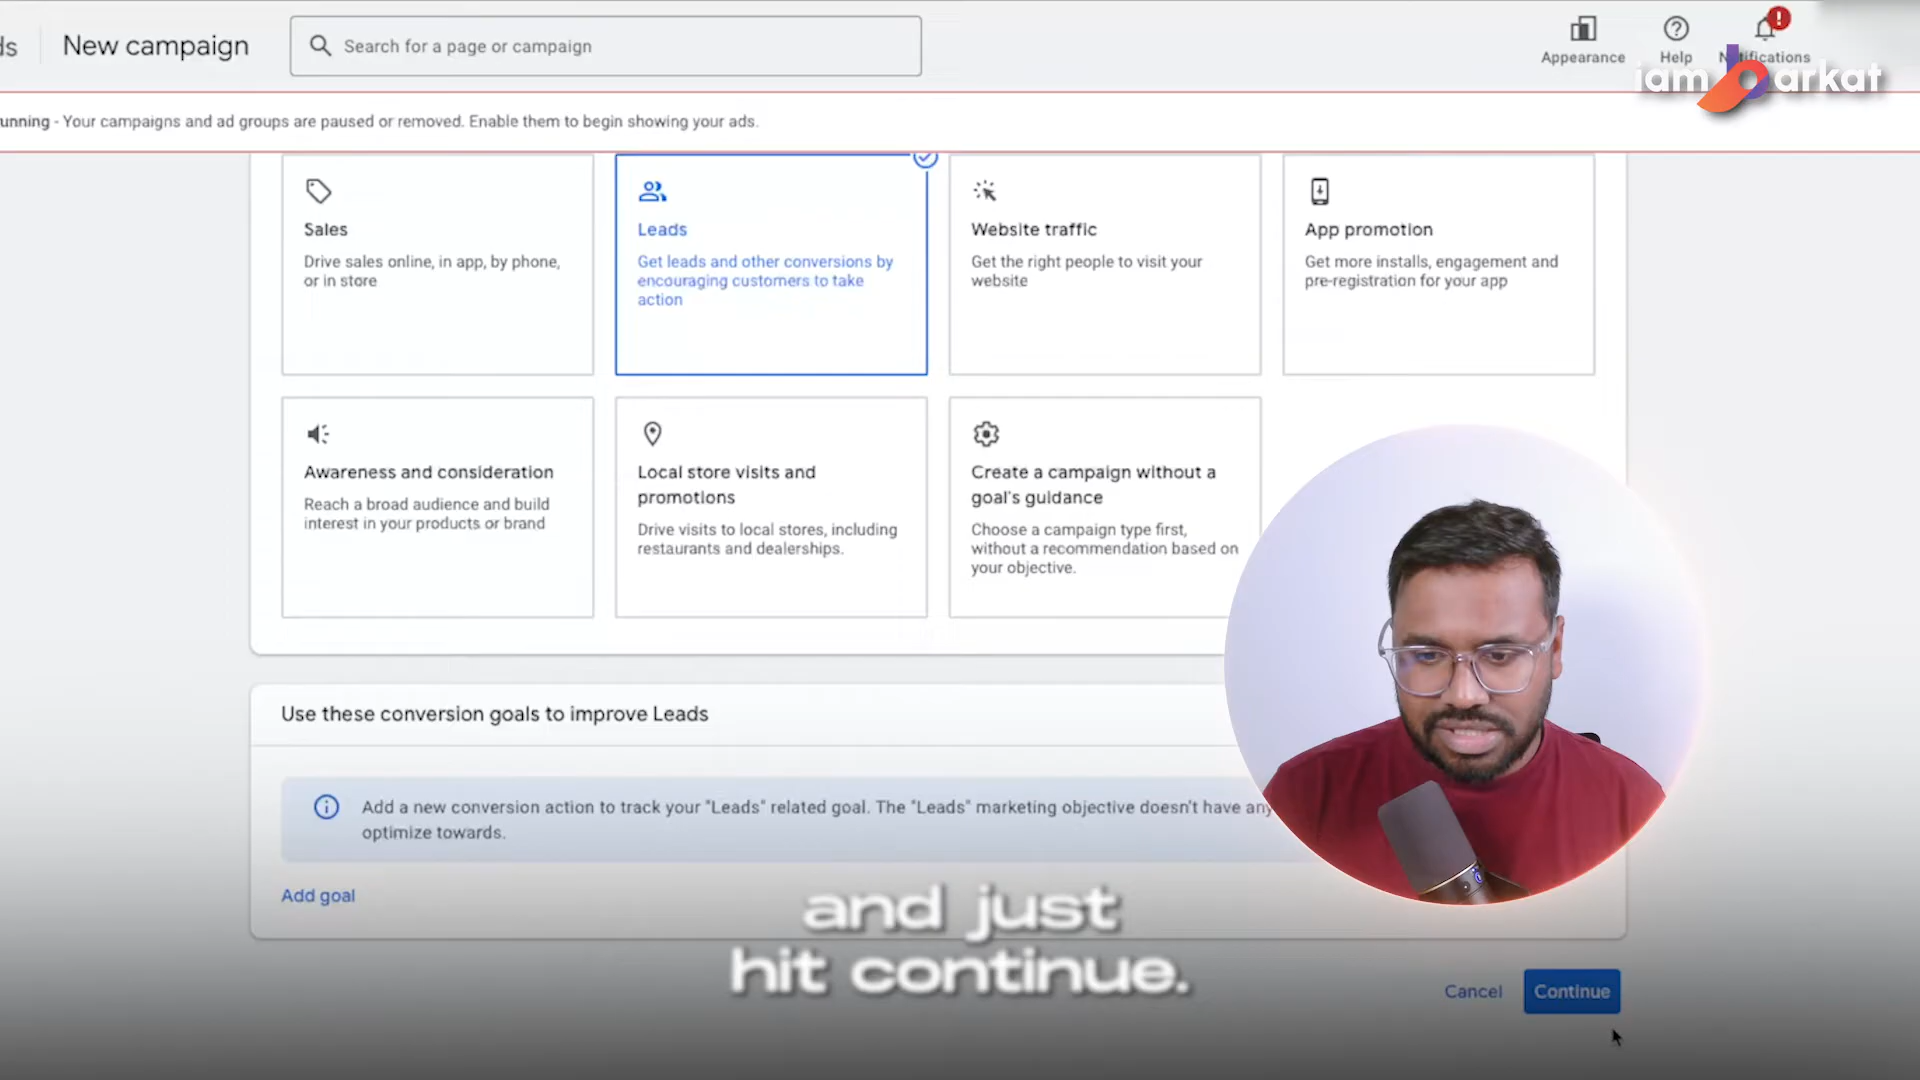 New campaign
Search for a page or campaign
Appearance
Help
Notifications
iam barkat
unning - Your campaigns and ad groups are paused or removed. Enable them to begin showing your ads.
Sales
Drive sales online, in app, by phone,
or in store
Leads
Get leads and other conversions by
encouraging customers to take
action
Website traffic
Get the right people to visit your
website
App promotion
Get more installs, engagement and
pre-registration for your app
Awareness and consideration
Reach a broad audience and build
interest in your products or brand
Local store visits and
promotions
Drive visits to local stores, including
restaurants and dealerships.
Create a campaign without a
goal's guidance
Choose a campaign type first,
without a recommendation based on
your objective.
Use these conversion goals to improve Leads
Add a new conversion action to track your "Leads" related goal. The "Leads" marketing objective doesn't have any
optimize towards.
Add goal
and just
hit continue.
Cancel
Continue